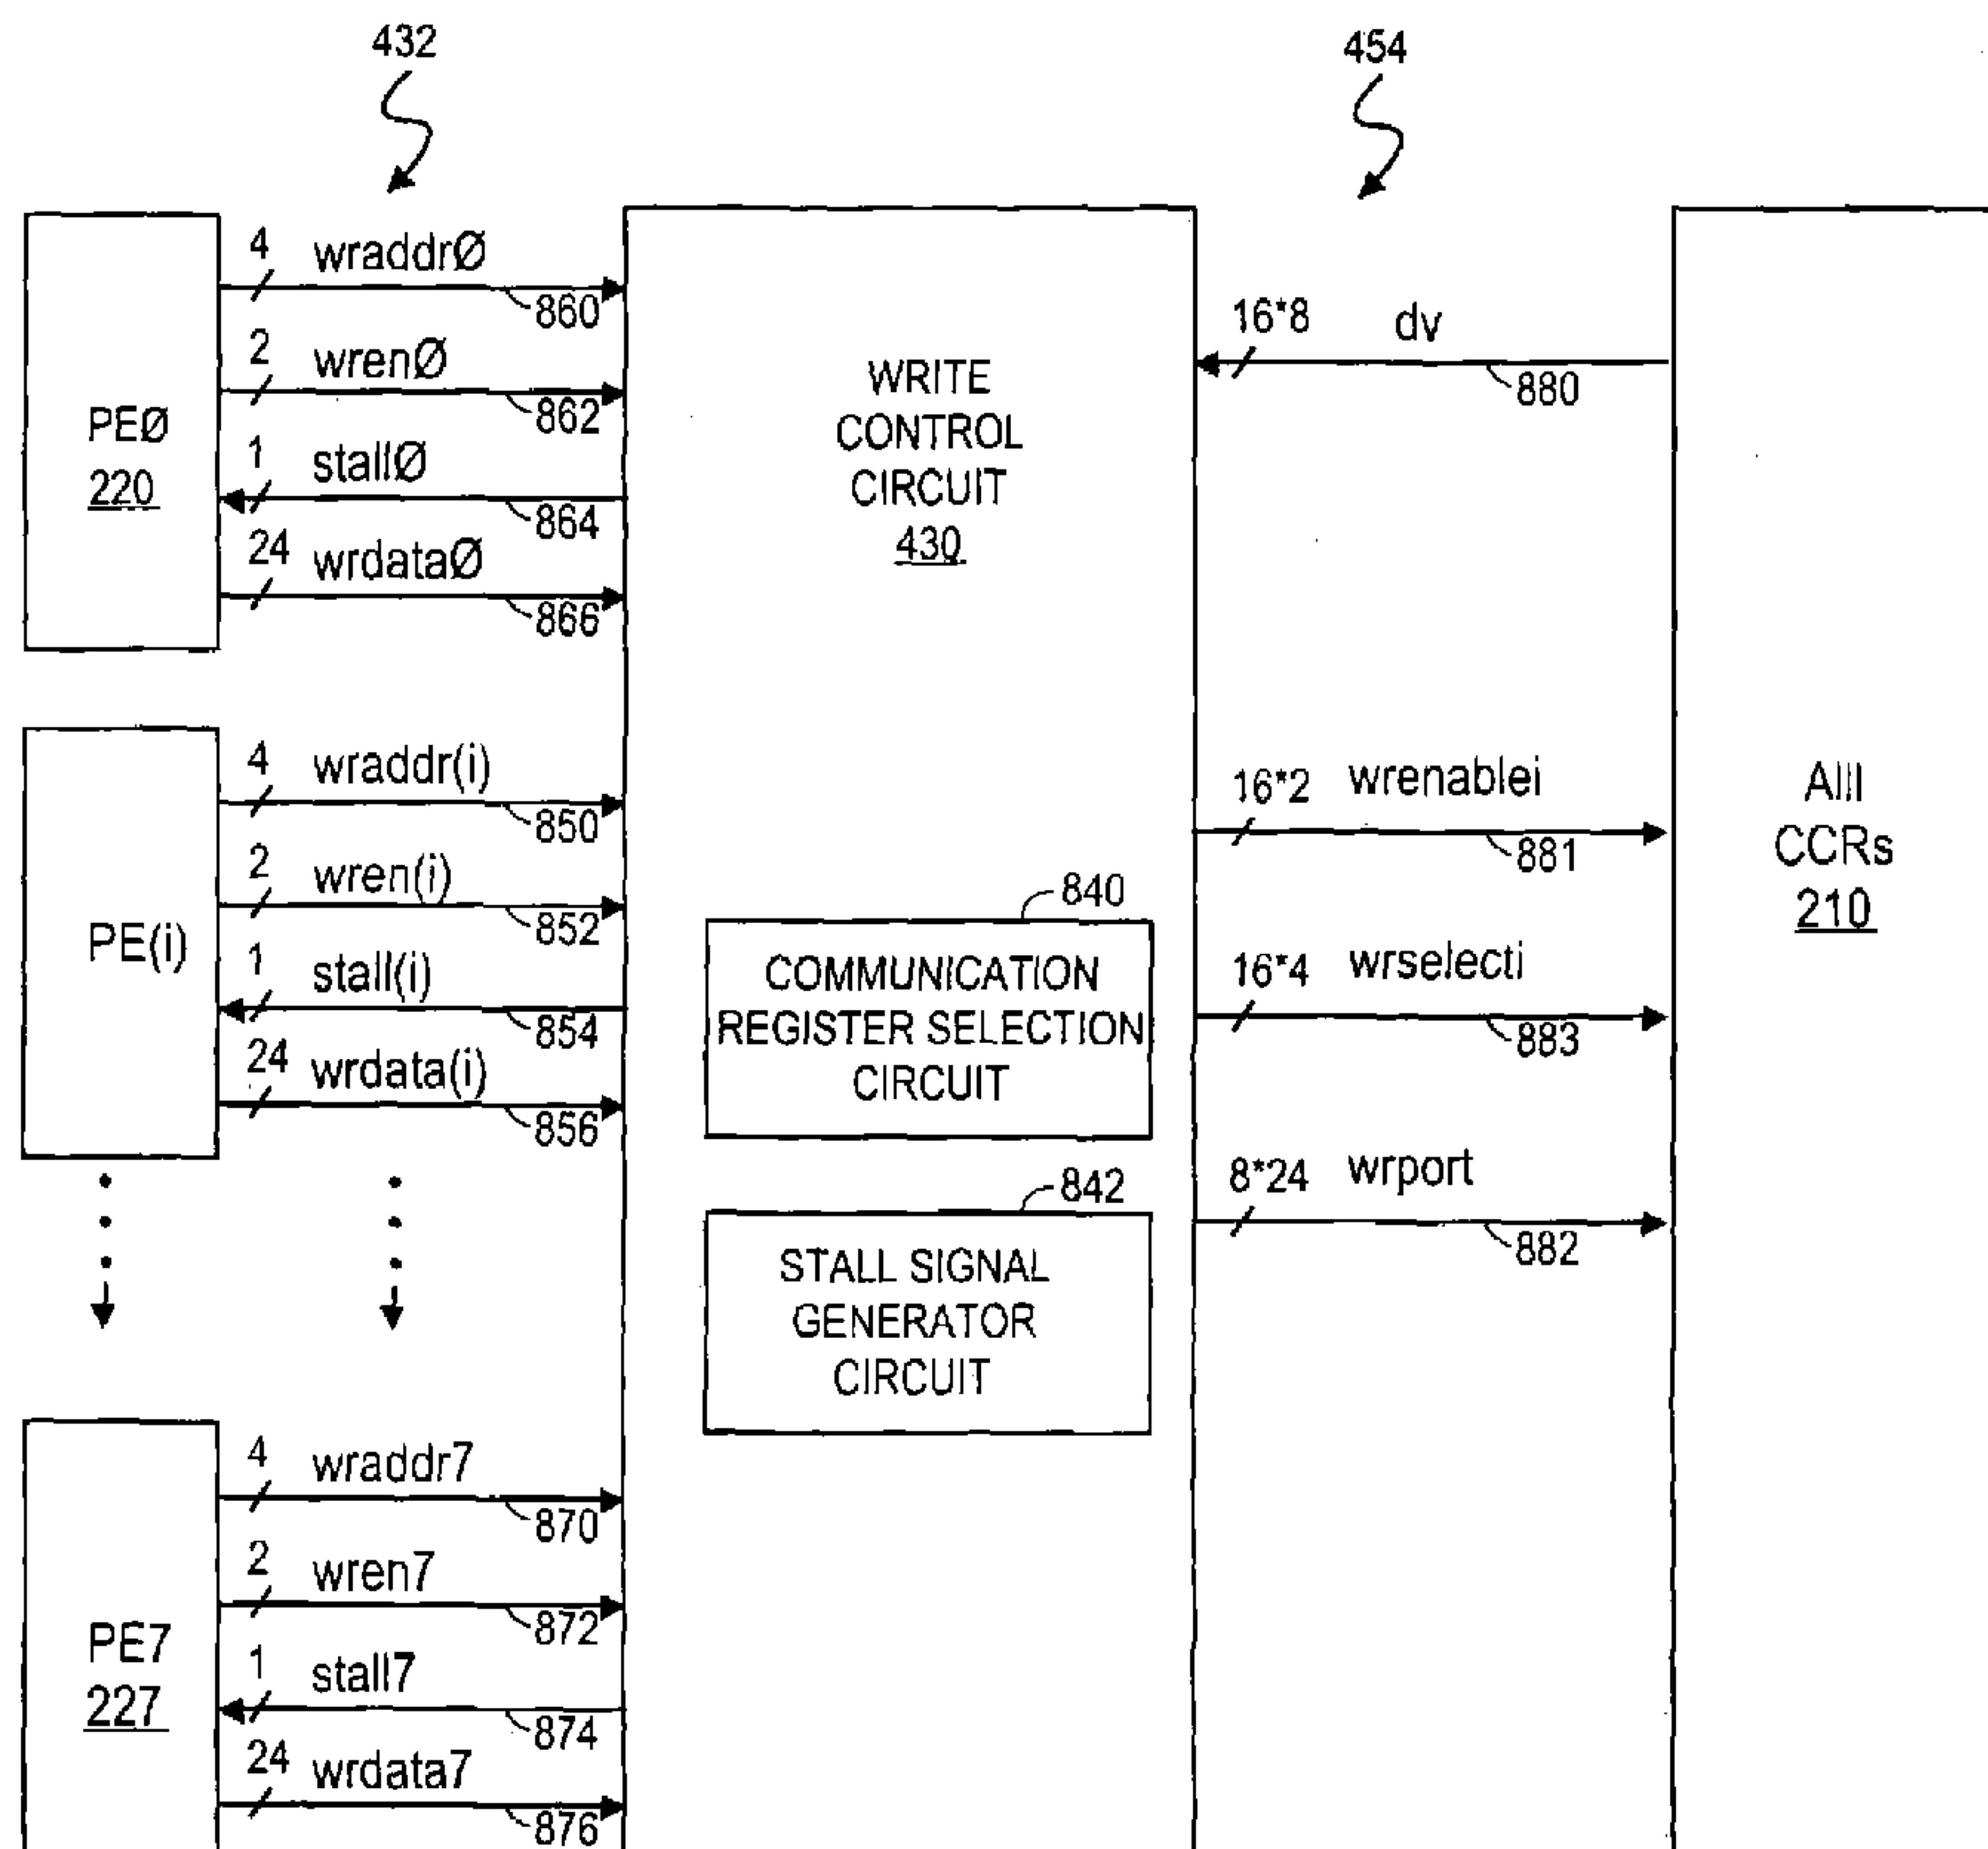 432
454
4 wraddrØ
860
2 wrenØ
862
1 stallØ
864
24 wrdataØ
866
PEØ
220
WRITE
CONTROL
CIRCUIT
430
16*8 dv
880
4 wraddr(i)
850
2 wren(i)
852
1 stall(i)
854
24 wrdata(i)
856
PE(i)
840
COMMUNICATION
REGISTER SELECTION
CIRCUIT
842
STALL SIGNAL
GENERATOR
CIRCUIT
16*2 wrenablei
881
16*4 wrselecti
883
8*24 wrport
882
All
CCRs
210
4 wraddr7
870
2 wren7
872
1 stall7
874
24 wrdata7
876
PE7
227